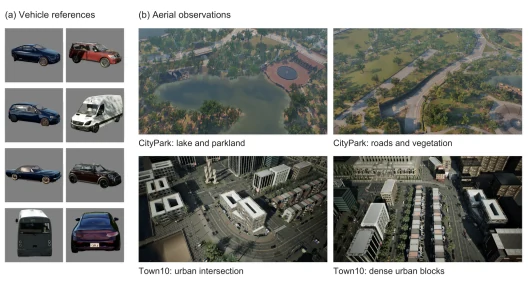 (a) Vehicle references
(b) Aerial observations
CityPark: lake and parkland
CityPark: roads and vegetation
Town10: urban intersection
Town10: dense urban blocks